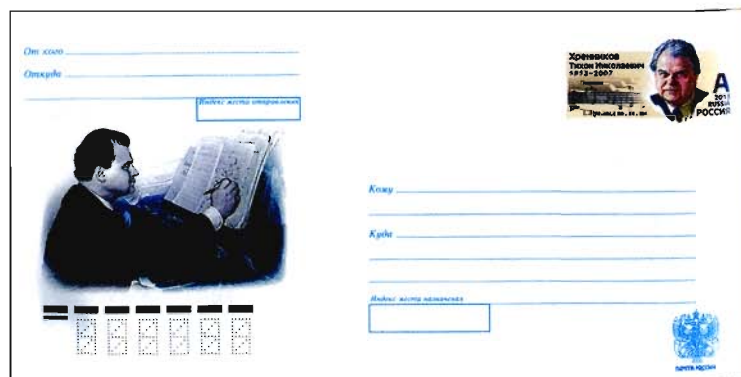 От кого
Откуда
Индекс места отправления
Хренников
Тихон Николаевич
1913–2007
А
RUSSIA
РОССИЯ
Кому
Куда
Индекс места назначения
ПОЧТА РОССИИ